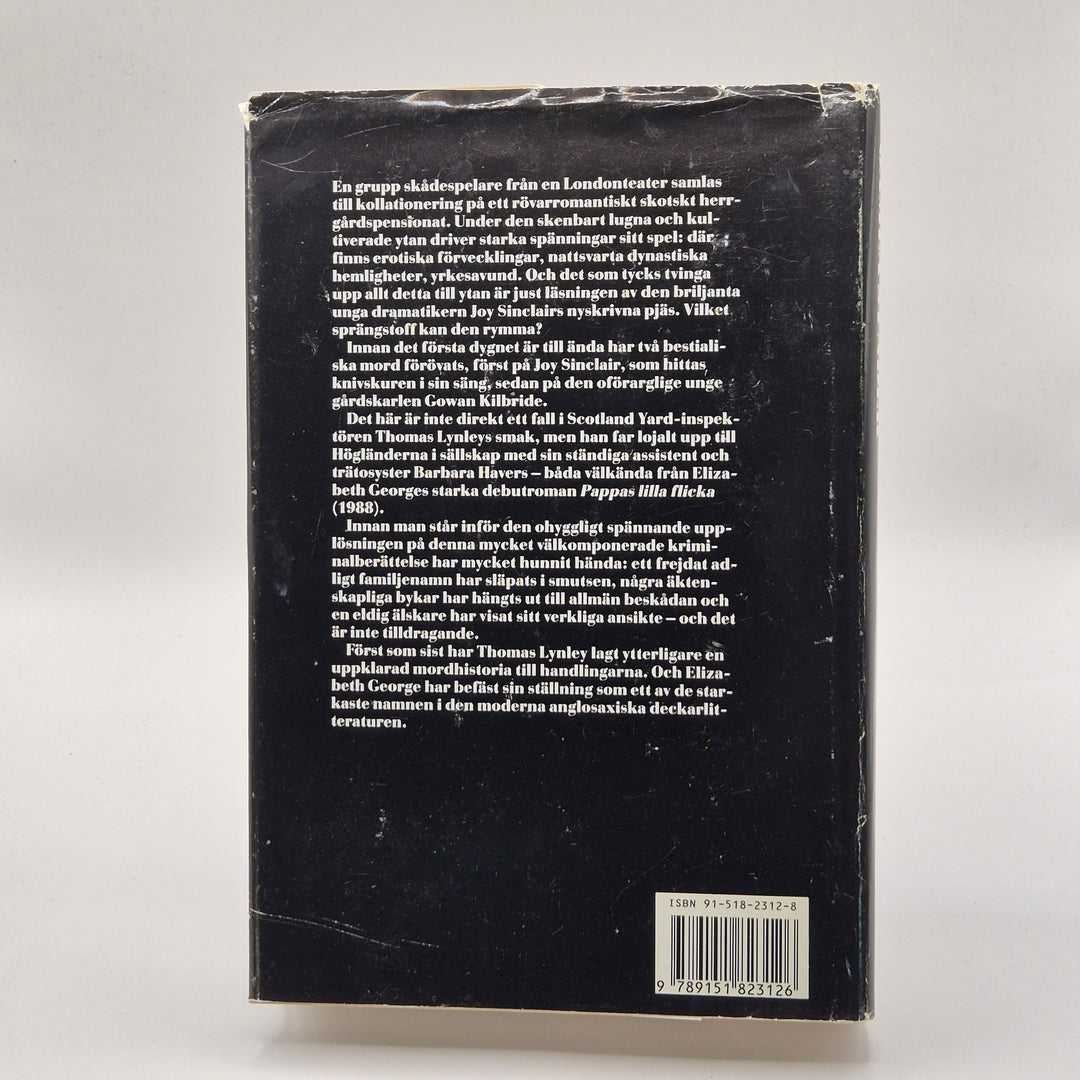 En grupp skådespelare från en Londonteater samlas
till kollationering på ett rövarromantiskt skotskt herr-
gårdspensionat. Under den skenbart lugna och kul-
tiverade ytan driver starka spänningar sitt spel: där
finns erotiska förvecklingar, nattsvarta dynastiska
hemligheter, yrkesavund. Och det som tycks tvinga
upp allt detta till ytan är just läsningen av den briljanta
unga dramatikern Joy Sinclairs nyskrivna pjäs. Vilket
sprängstoff kan den rymma?
Innan det första dygnet är till ända har två bestiali-
ska mord förövats, först på Joy Sinclair, som hittas
knivskuren i sin säng, sedan på den oförarglige unge
gårdskarlen Gowan Kilbride.
Det här är inte direkt ett fall i Scotland Yard-inspek-
tören Thomas Lynleys smak, men han far lojalt upp till
Högländerna i sällskap med sin ständiga assistent och
trätosyster Barbara Havers – båda välkända från Eliza-
beth Georges starka debutroman Pappas lilla flicka
(1988).
Innan man står inför den ohyggligt spännande upp-
lösningen på denna mycket välkomponerade krimi-
nalberättelse har mycket hunnit hända: ett frejdat ad-
ligt familjenamn har släpats i smutsen, några äkten-
skapliga bykar har hängts ut till allmän beskådan och
en eldig älskare har visat sitt verkliga ansikte – och det
är inte tilldragande.
Först som sist har Thomas Lynley lagt ytterligare en
uppklarad mordhistoria till handlingarna. Och Eliza-
beth George har befäst sin ställning som ett av de star-
kaste namnen i den moderna anglosaxiska deckarlit-
teraturen.
ISBN 91-518-2312-8
9 789151 823126